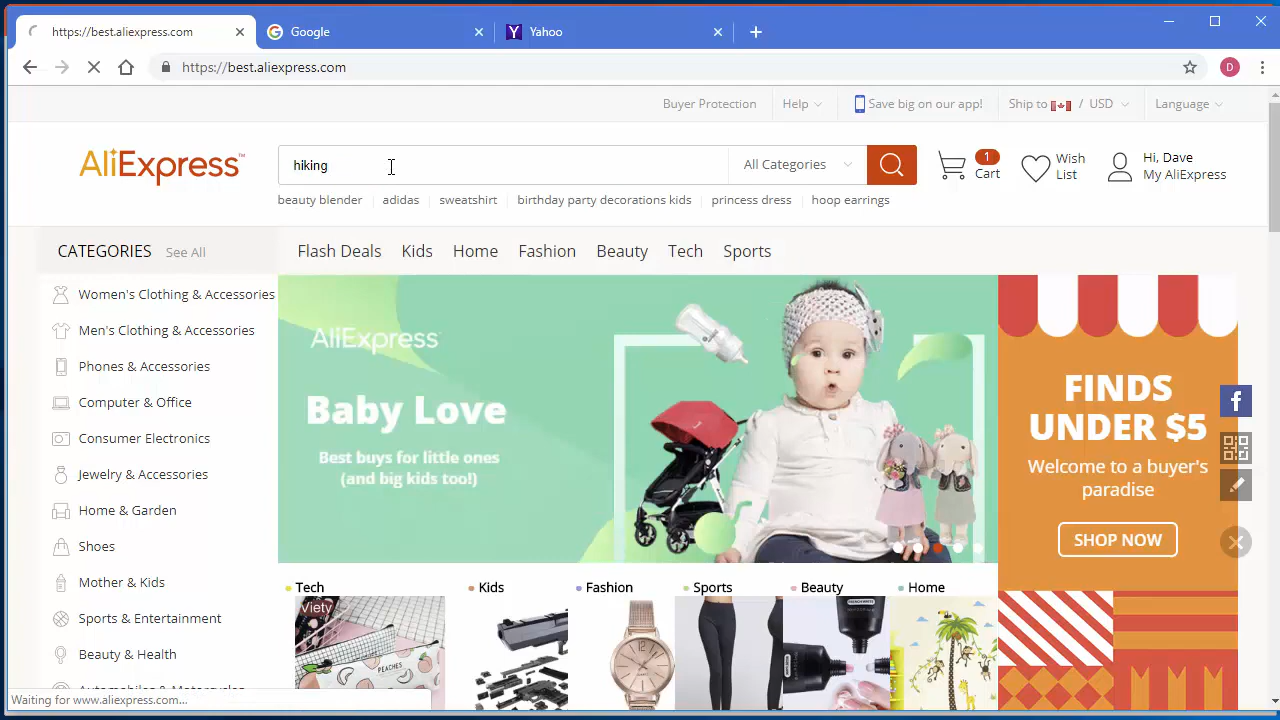 https://best.aliexpress.com
Google
Yahoo
https://best.aliexpress.com
D
Buyer Protection
Help
Save big on our app!
Ship to / USD
Language
AliExpress™
hiking
All Categories
1
Cart
Wish
List
Hi, Dave
My AliExpress
beauty blender
adidas
sweatshirt
birthday party decorations kids
princess dress
hoop earrings
CATEGORIES See All
Flash Deals
Kids
Home
Fashion
Beauty
Tech
Sports
Women's Clothing & Accessories
Men's Clothing & Accessories
Phones & Accessories
Computer & Office
Consumer Electronics
Jewelry & Accessories
Home & Garden
Shoes
Mother & Kids
Sports & Entertainment
Beauty & Health
Automobiles & Motorcycles
AliExpress™
Baby Love
Best buys for little ones
(and big kids too!)
FINDS
UNDER $5
Welcome to a buyer's
paradise
SHOP NOW
Tech
Kids
Fashion
Sports
Beauty
Home
Viety
PEACHES
Waiting for www.aliexpress.com...